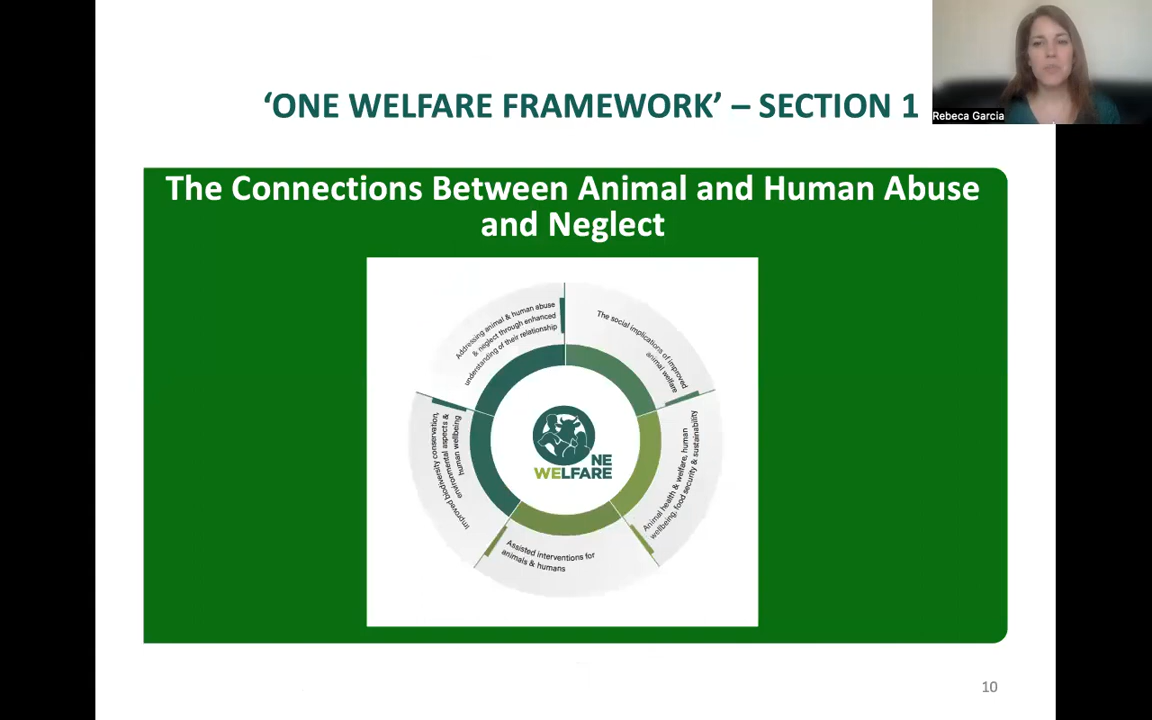 ‘ONE WELFARE FRAMEWORK’ – SECTION 1
Rebeca Garcia
The Connections Between Animal and Human Abuse
and Neglect
Addressing animal & human abuse
& neglect through enhanced
understanding of their relationship
The social implications of improved
animal welfare
Animal health & welfare, human
wellbeing, food security & sustainability
Assisted interventions for
animals & humans
Improved biodiversity conservation,
environmental aspects &
human wellbeing
ONE
WELFARE
10